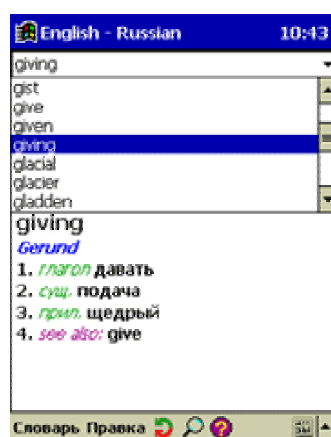 English - Russian 10:43
giving
gist
give
given
giving
glacial
glacier
gladden
giving
Gerund
1. глагол давать
2. сущ. подача
3. прил. щедрый
4. see also: give
Словарь Правка